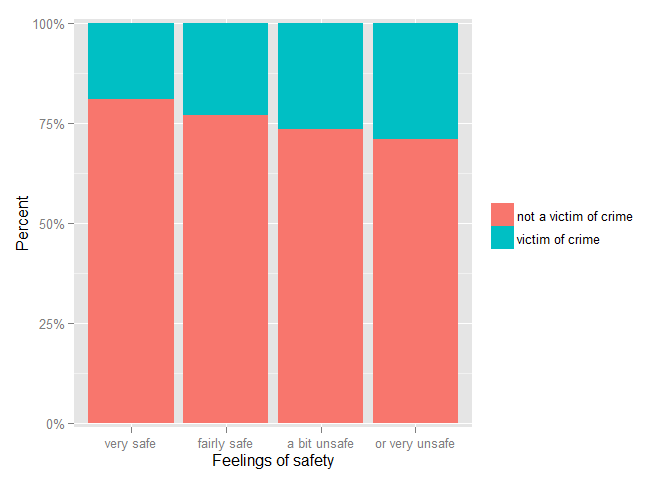 100%
75%
50%
25%
0%
Percent
very safe
fairly safe
a bit unsafe
or very unsafe
Feelings of safety
not a victim of crime
victim of crime